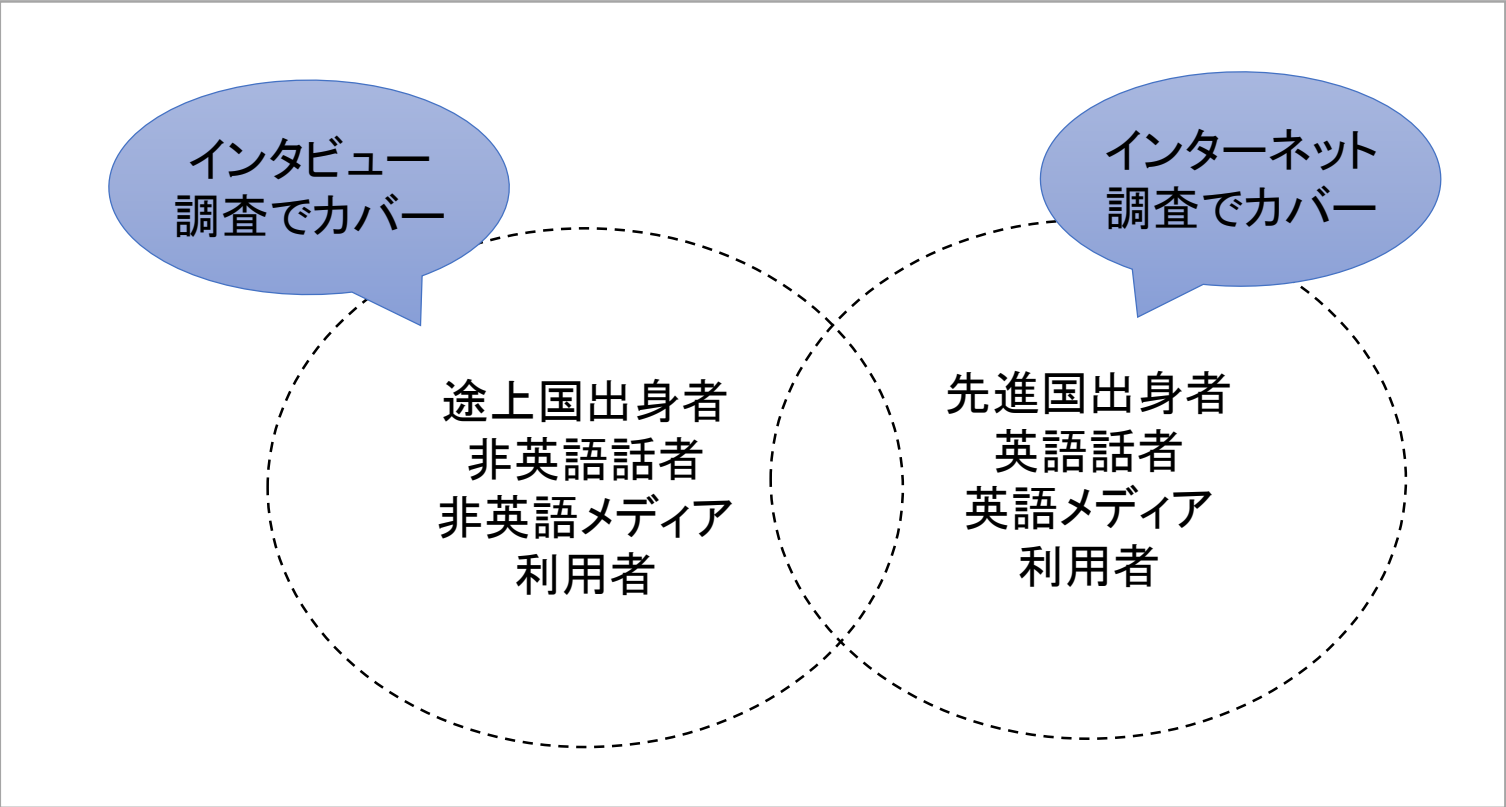 インタビュー
調査でカバー
インターネット
調査でカバー
途上国出身者
非英語話者
非英語メディア
利用者
先進国出身者
英語話者
英語メディア
利用者